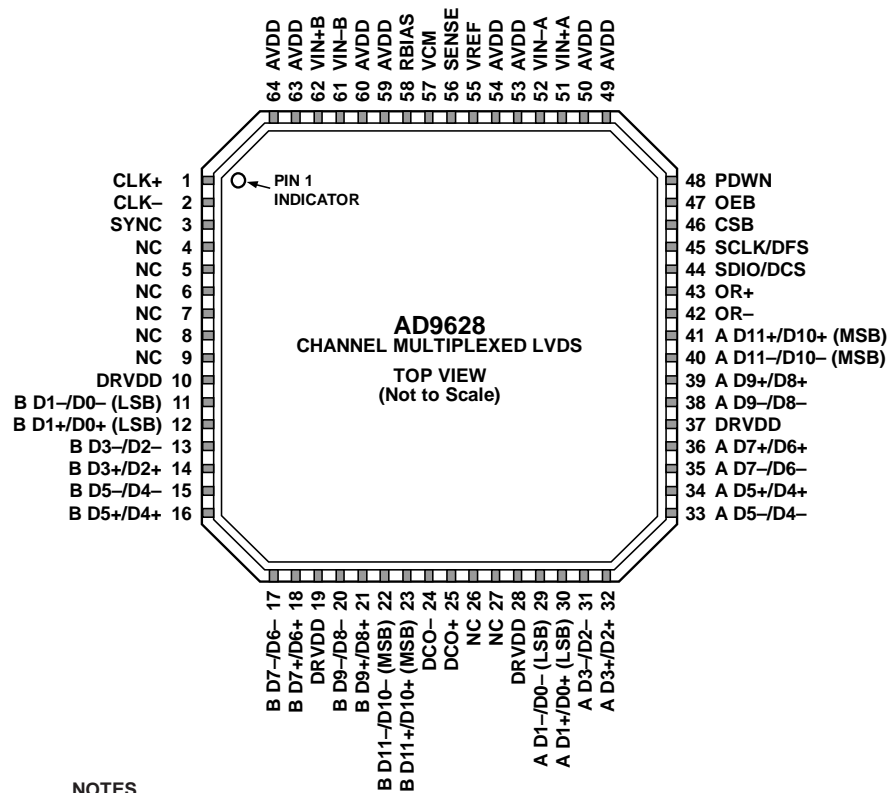 64 AVDD
63 AVDD
62 VIN+B
61 VIN–B
60 AVDD
59 AVDD
58 RBIAS
57 VCM
56 SENSE
55 VREF
54 AVDD
53 AVDD
52 VIN–A
51 VIN+A
50 AVDD
49 AVDD
CLK+ 1
CLK– 2
SYNC 3
NC 4
NC 5
NC 6
NC 7
NC 8
NC 9
DRVDD 10
B D1–/D0– (LSB) 11
B D1+/D0+ (LSB) 12
B D3–/D2– 13
B D3+/D2+ 14
B D5–/D4– 15
B D5+/D4+ 16
PIN 1
INDICATOR
AD9628
CHANNEL MULTIPLEXED LVDS
TOP VIEW
(Not to Scale)
48 PDWN
47 OEB
46 CSB
45 SCLK/DFS
44 SDIO/DCS
43 OR+
42 OR–
41 A D11+/D10+ (MSB)
40 A D11–/D10– (MSB)
39 A D9+/D8+
38 A D9–/D8–
37 DRVDD
36 A D7+/D6+
35 A D7–/D6–
34 A D5+/D4+
33 A D5–/D4–
B D7–/D6– 17
B D7+/D6+ 18
DRVDD 19
B D9–/D8– 20
B D9+/D8+ 21
B D11–/D10– (MSB) 22
B D11+/D10+ (MSB) 23
DCO– 24
DCO+ 25
NC 26
NC 27
DRVDD 28
A D1–/D0– (LSB) 29
A D1+/D0+ (LSB) 30
A D3–/D2– 31
A D3+/D2+ 32
NOTES